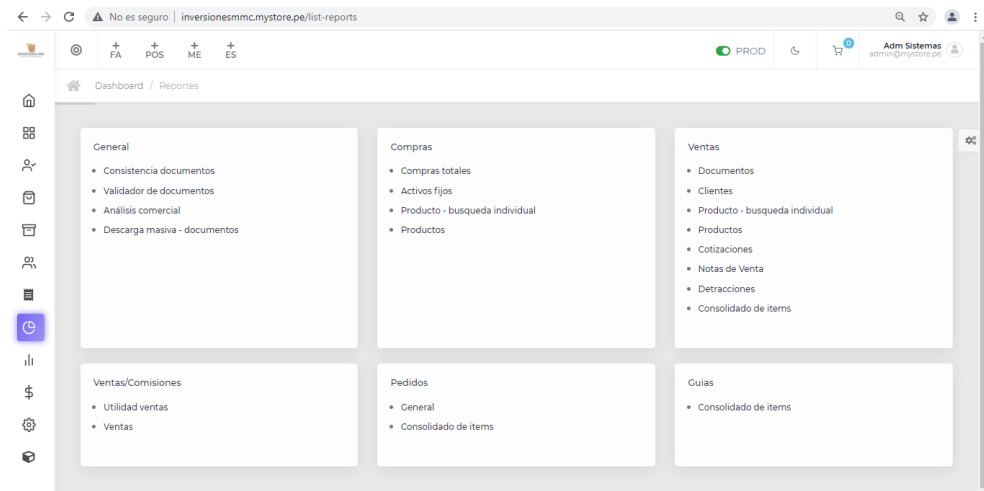 No es seguro | inversionesmmc.mystore.pe/list-reports
+ FA + POS + ME + ES PROD 0 Adm Sistemas
admin@mystore.pe
Dashboard / Reportes
General
Consistencia documentos
Validador de documentos
Análisis comercial
Descarga masiva - documentos
Compras
Compras totales
Activos fijos
Producto - busqueda individual
Productos
Ventas
Documentos
Clientes
Producto - busqueda individual
Productos
Cotizaciones
Notas de Venta
Detracciones
Consolidado de items
Ventas/Comisiones
Utilidad ventas
Ventas
Pedidos
General
Consolidado de items
Guias
Consolidado de items